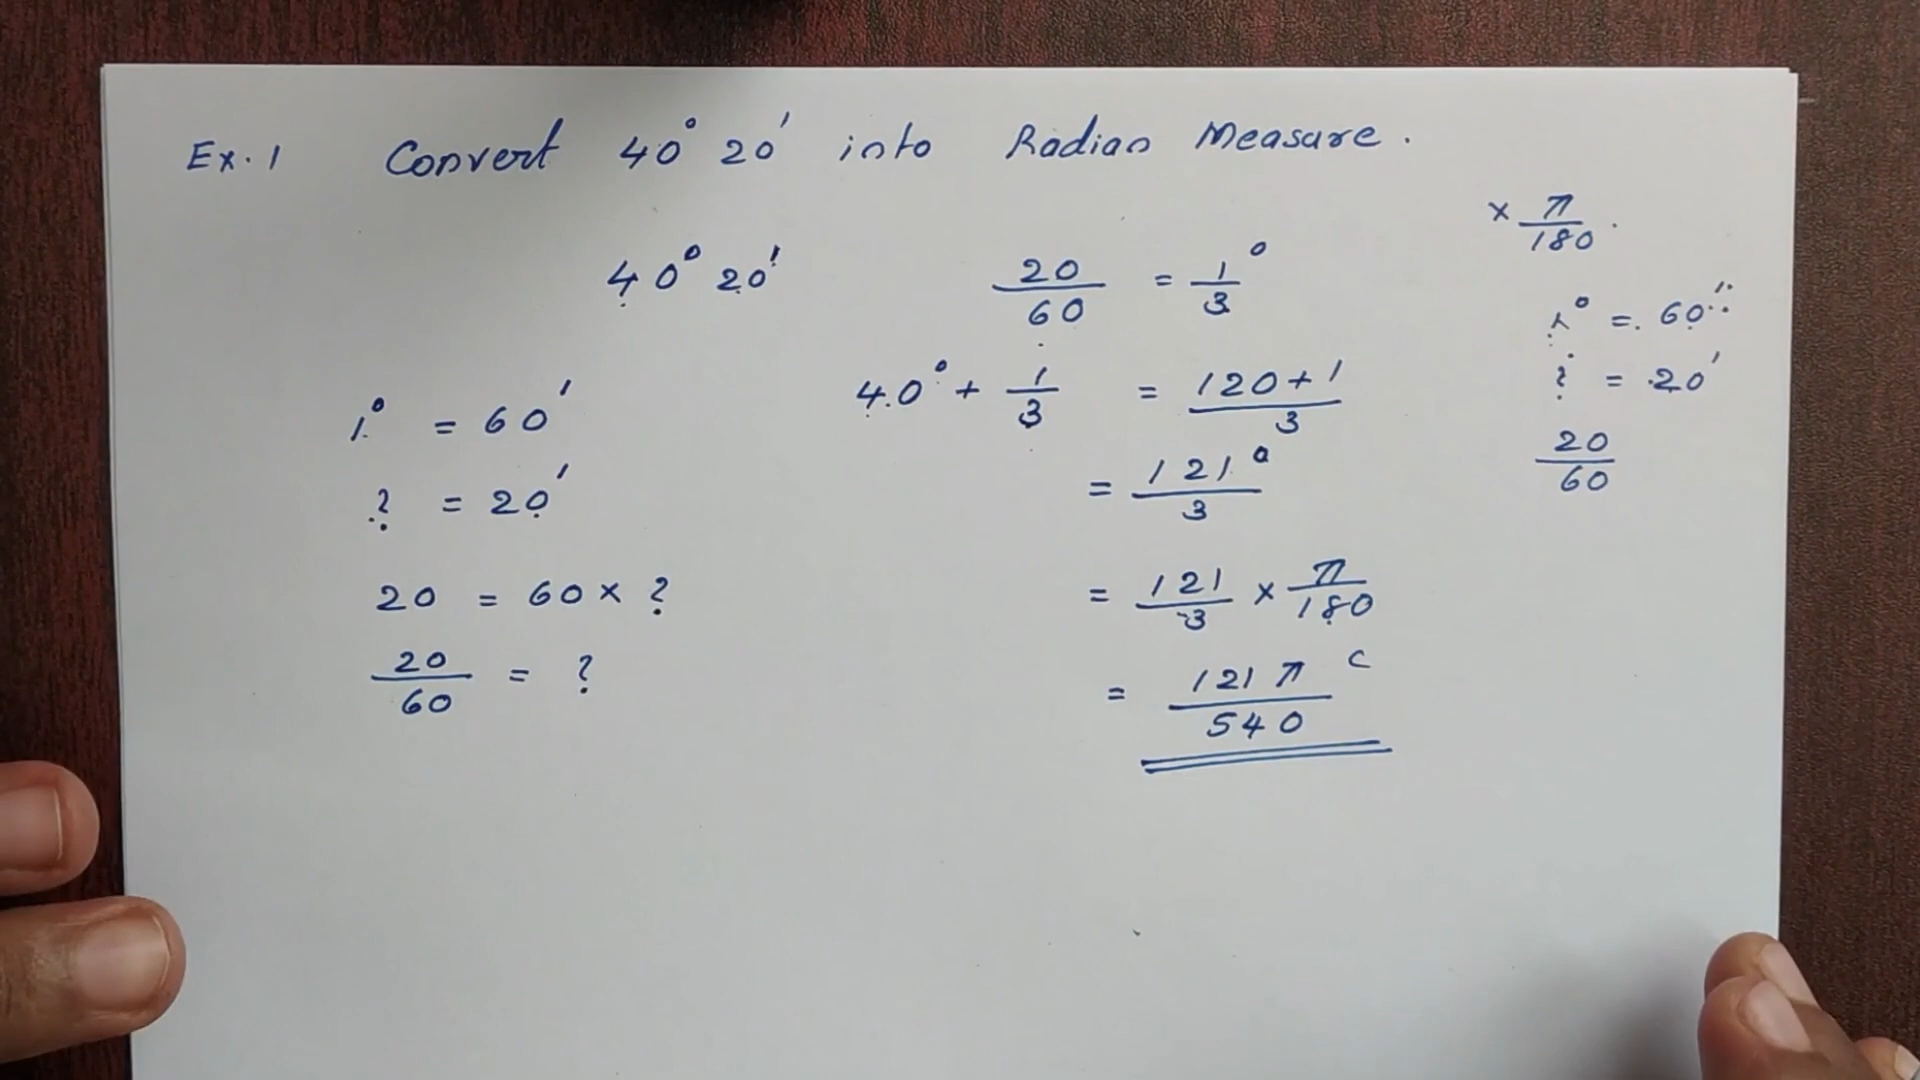 Ex. 1 Convert 40° 20' into Radian Measure.
× π/180.
40° 20'
20/60 = 1/3°
1° = 60'
? = 20'
20 = 60 × ?
20/60 = ?
40° + 1/3 = (120+1)/3
= 121°/3
= 121/3 × π/180
= 121π/540 c
1° = 60'
? = 20'
20/60